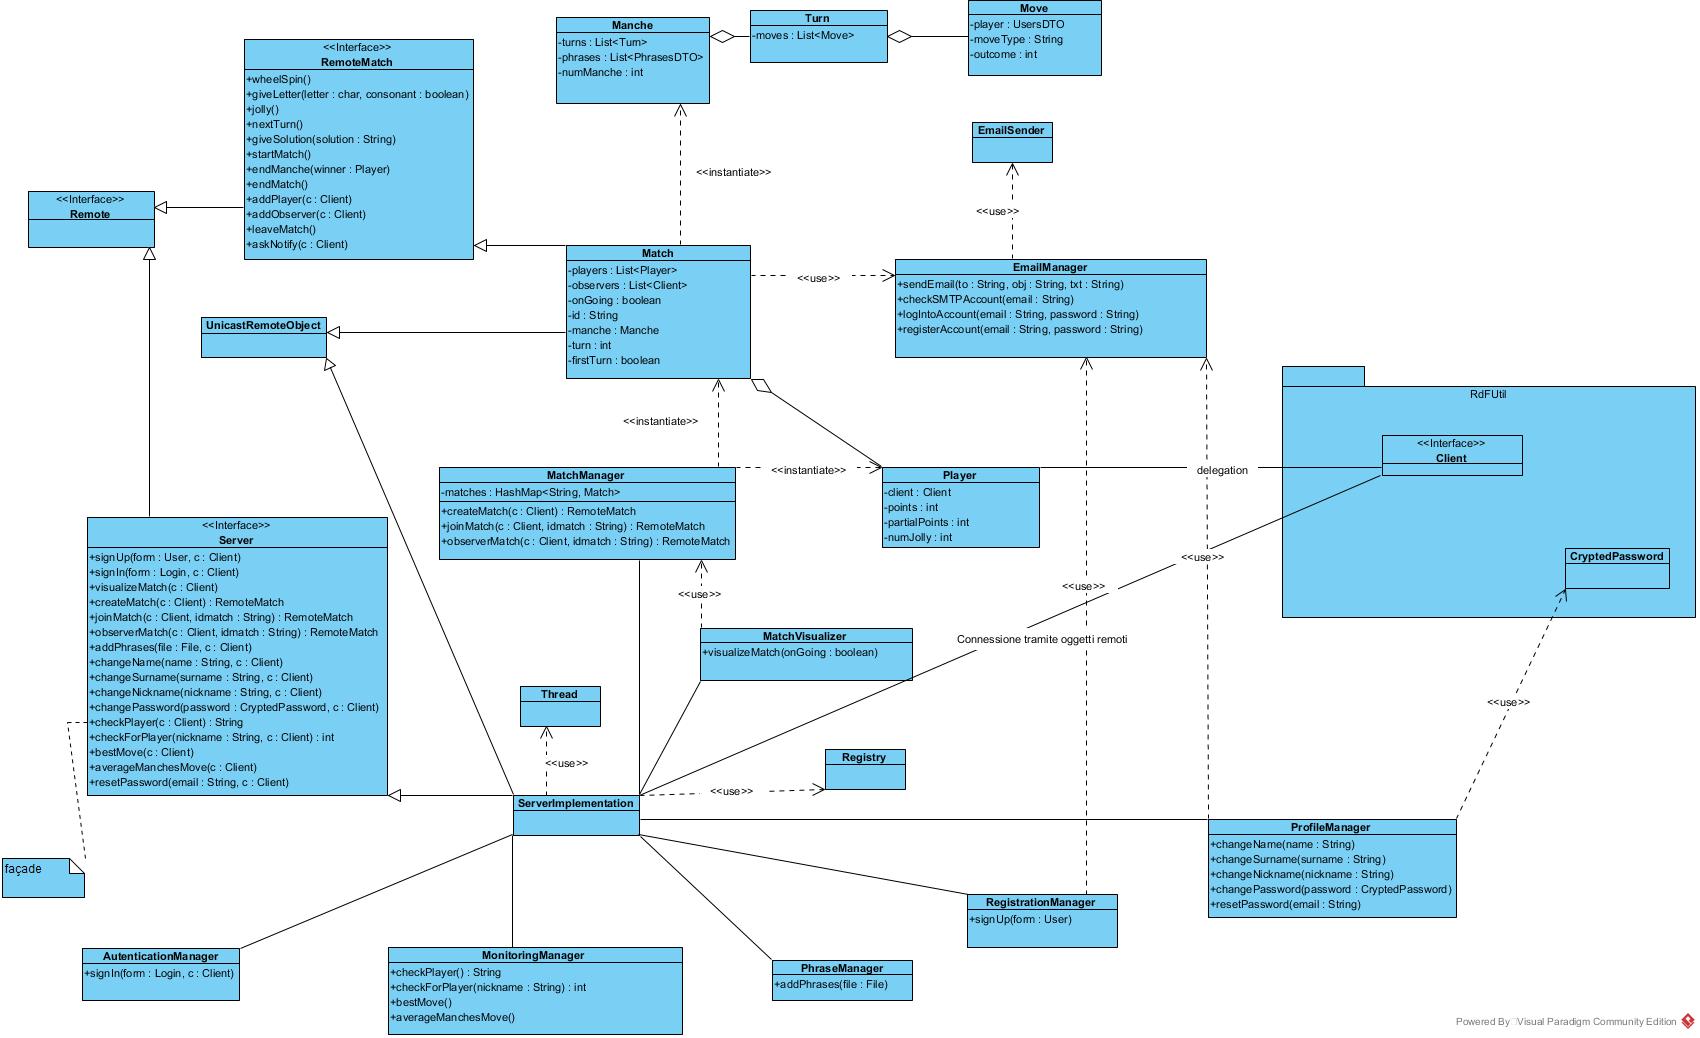 Manche
-turns : List<Turn>
-phrases : List<PhrasesDTO>
-numManche : int
Turn
-moves : List<Move>
Move
-player : UsersDTO
-moveType : String
-outcome : int
<<Interface>>
RemoteMatch
+wheelSpin()
+giveLetter(letter : char, consonant : boolean)
+jolly()
+nextTurn()
+giveSolution(solution : String)
+startMatch()
+endManche(winner : Player)
+endMatch()
+addPlayer(c : Client)
+addObserver(c : Client)
+leaveMatch()
+askNotify(c : Client)
<<Interface>>
Remote
<<instantiate>>
EmailSender
<<use>>
Match
-players : List<Player>
-observers : List<Client>
-onGoing : boolean
-id : String
-manche : Manche
-turn : int
-firstTurn : boolean
<<use>>
EmailManager
+sendEmail(to : String, obj : String, txt : String)
+checkSMTPAccount(email : String)
+logIntoAccount(email : String, password : String)
+registerAccount(email : String, password : String)
UnicastRemoteObject
RdFUtil
<<Interface>>
Client
CryptedPassword
<<instantiate>>
MatchManager
-matches : HashMap<String, Match>
+createMatch(c : Client) : RemoteMatch
+joinMatch(c : Client, idmatch : String) : RemoteMatch
+observerMatch(c : Client, idmatch : String) : RemoteMatch
<<instantiate>>
Player
-client : Client
-points : int
-partialPoints : int
-numJolly : int
delegation
<<use>>
<<use>>
<<use>>
<<Interface>>
Server
+signUp(form : User, c : Client)
+signIn(form : Login, c : Client)
+visualizeMatch(c : Client)
+createMatch(c : Client) : RemoteMatch
+joinMatch(c : Client, idmatch : String) : RemoteMatch
+observerMatch(c : Client, idmatch : String) : RemoteMatch
+addPhrases(file : File, c : Client)
+changeName(name : String, c : Client)
+changeSurname(surname : String, c : Client)
+changeNickname(nickname : String, c : Client)
+changePassword(password : CryptedPassword, c : Client)
+checkPlayer(c : Client) : String
+checkForPlayer(nickname : String, c : Client) : int
+bestMove(c : Client)
+averageManchesMove(c : Client)
+resetPassword(email : String, c : Client)
MatchVisualizer
+visualizeMatch(onGoing : boolean)
Connessione tramite oggetti remoti
Thread
<<use>>
<<use>>
Registry
<<use>>
ServerImplementation
façade
ProfileManager
+changeName(name : String)
+changeSurname(surname : String)
+changeNickname(nickname : String)
+changePassword(password : CryptedPassword)
+resetPassword(email : String)
RegistrationManager
+signUp(form : User)
AutenticationManager
+signIn(form : Login, c : Client)
MonitoringManager
+checkPlayer() : String
+checkForPlayer(nickname : String) : int
+bestMove()
+averageManchesMove()
PhraseManager
+addPhrases(file : File)
Powered By Visual Paradigm Community Edition